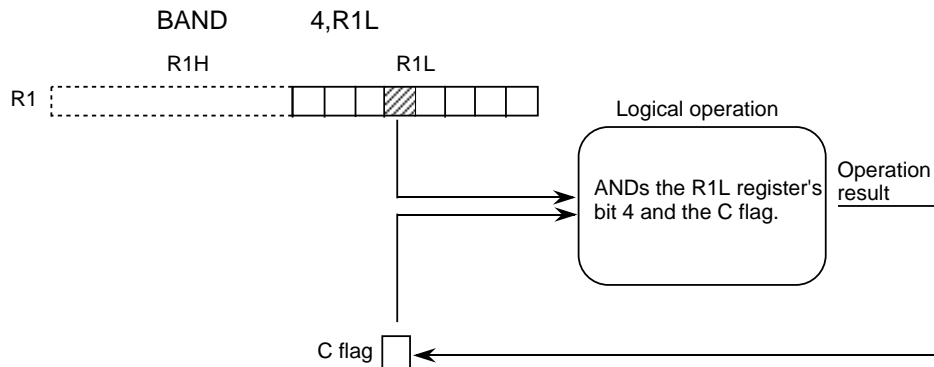 BAND 4,R1L
R1H R1L
R1
Logical operation
ANDs the R1L register's
bit 4 and the C flag.
Operation
result
C flag